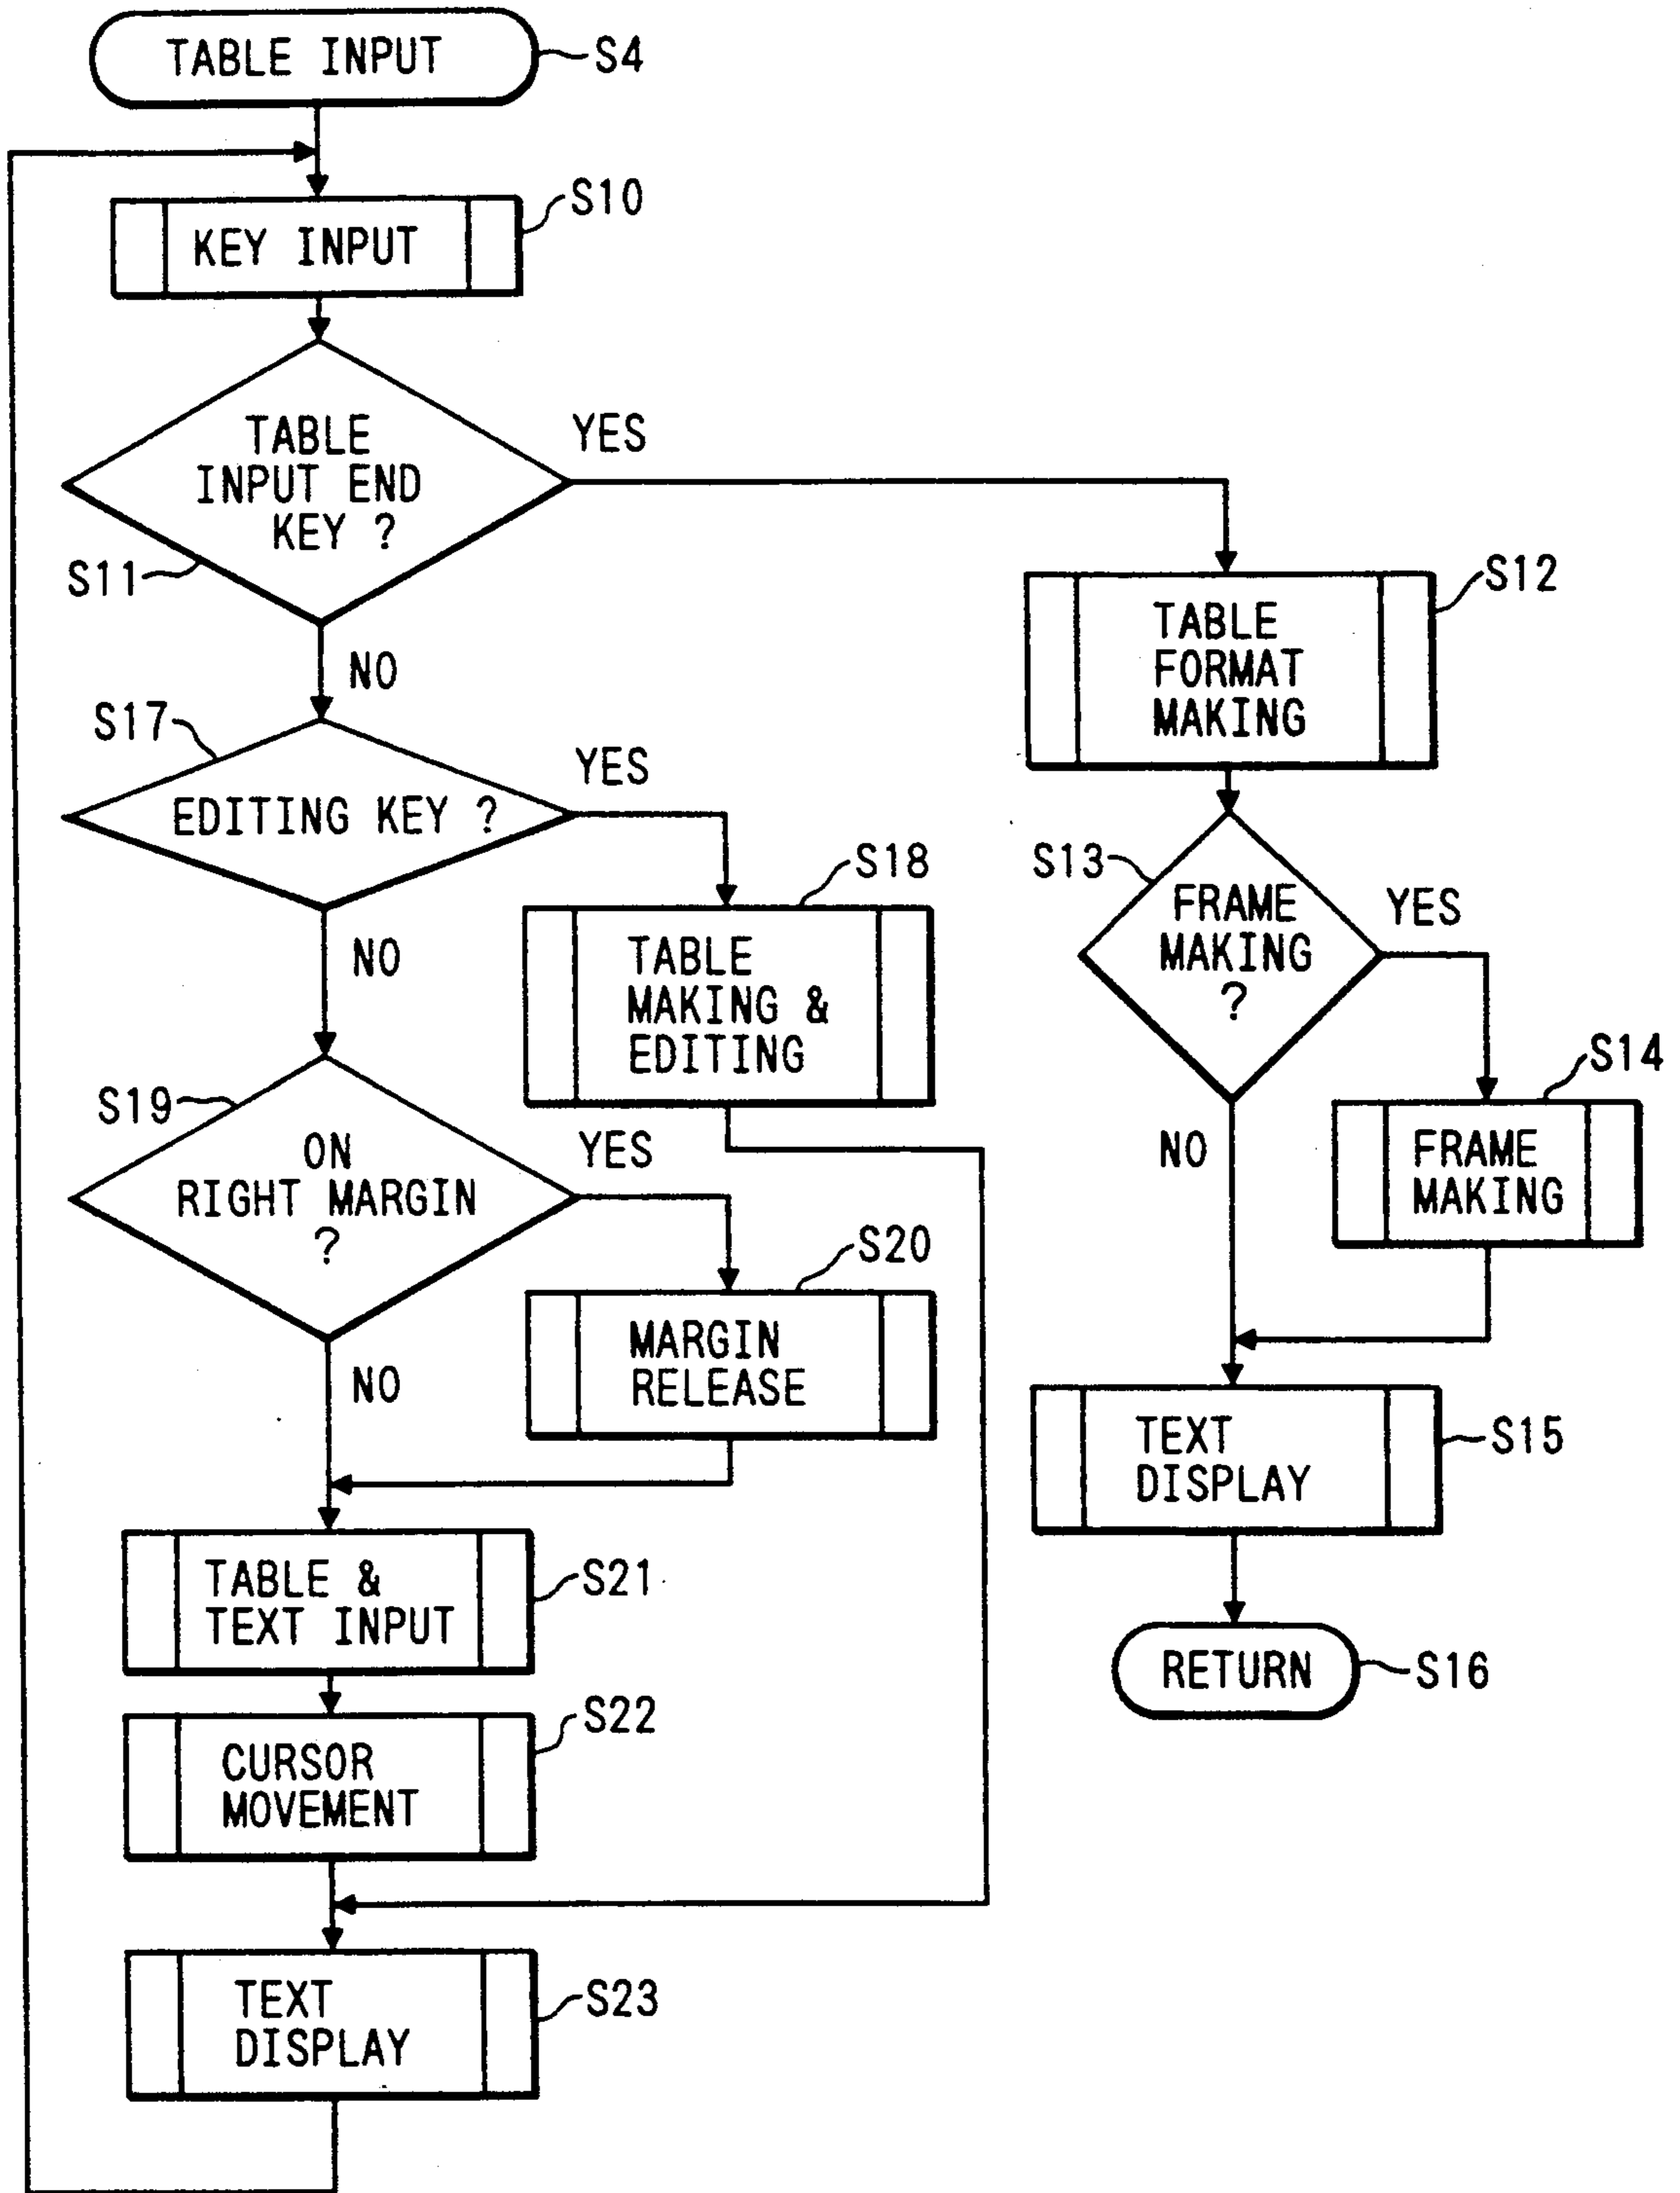 TABLE INPUT
S4
KEY INPUT
S10
TABLE
INPUT END
KEY ?
S11
YES
NO
TABLE
FORMAT
MAKING
S12
S17
EDITING KEY ?
YES
NO
TABLE
MAKING &
EDITING
S18
S13
FRAME
MAKING
?
YES
NO
FRAME
MAKING
S14
S19
ON
RIGHT MARGIN
?
YES
NO
MARGIN
RELEASE
S20
TEXT
DISPLAY
S15
RETURN
S16
TABLE &
TEXT INPUT
S21
CURSOR
MOVEMENT
S22
TEXT
DISPLAY
S23